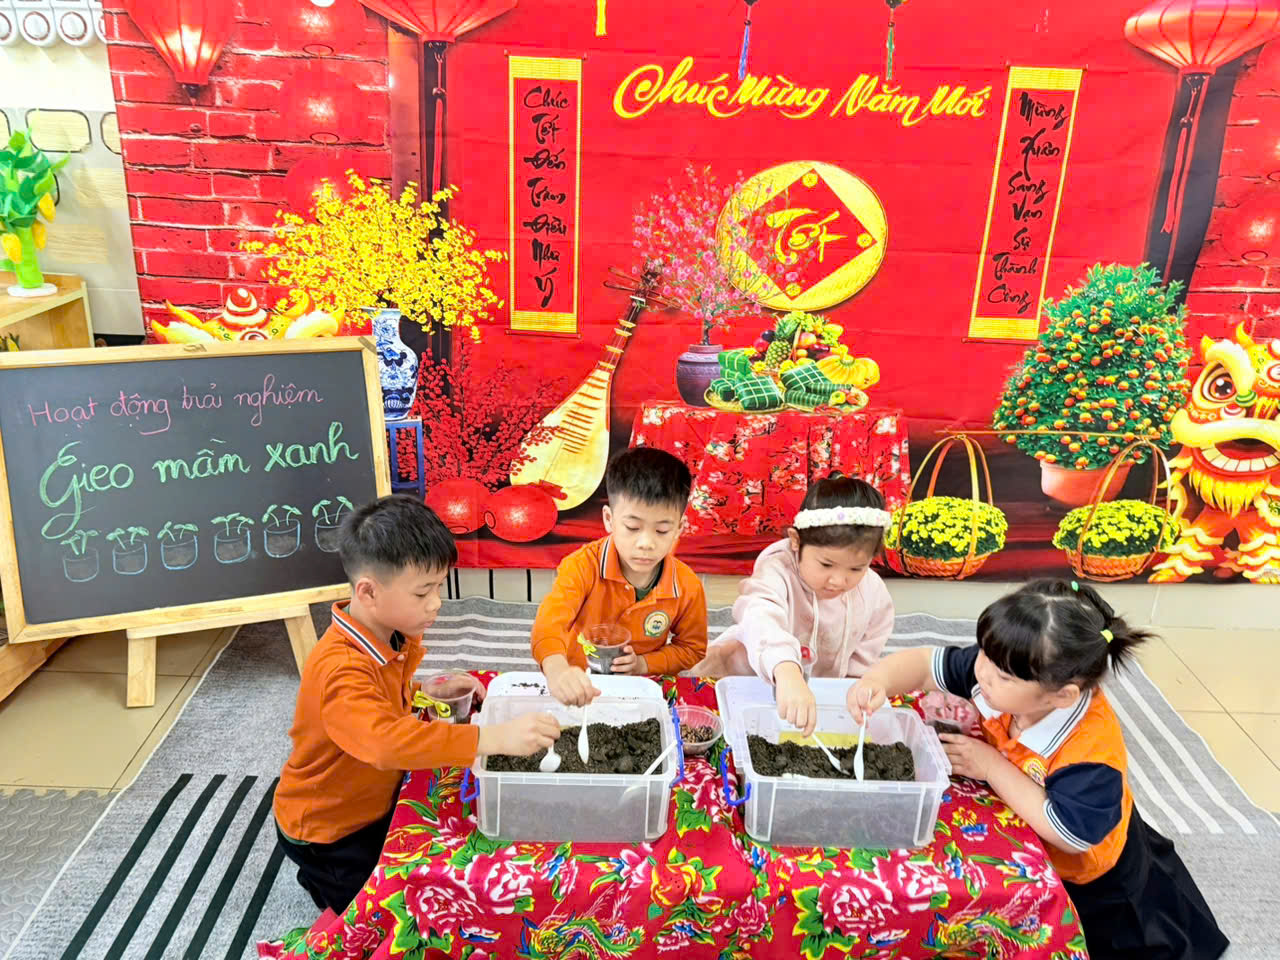 Chúc Mừng Năm Mới
Chúc
Tết
Đến
Trăm
Điều
Như
Ý
Tết
Mừng
Xuân
Sang
Vạn
Sự
Thành
Công
Hoạt động trải nghiệm
Gieo mầm xanh